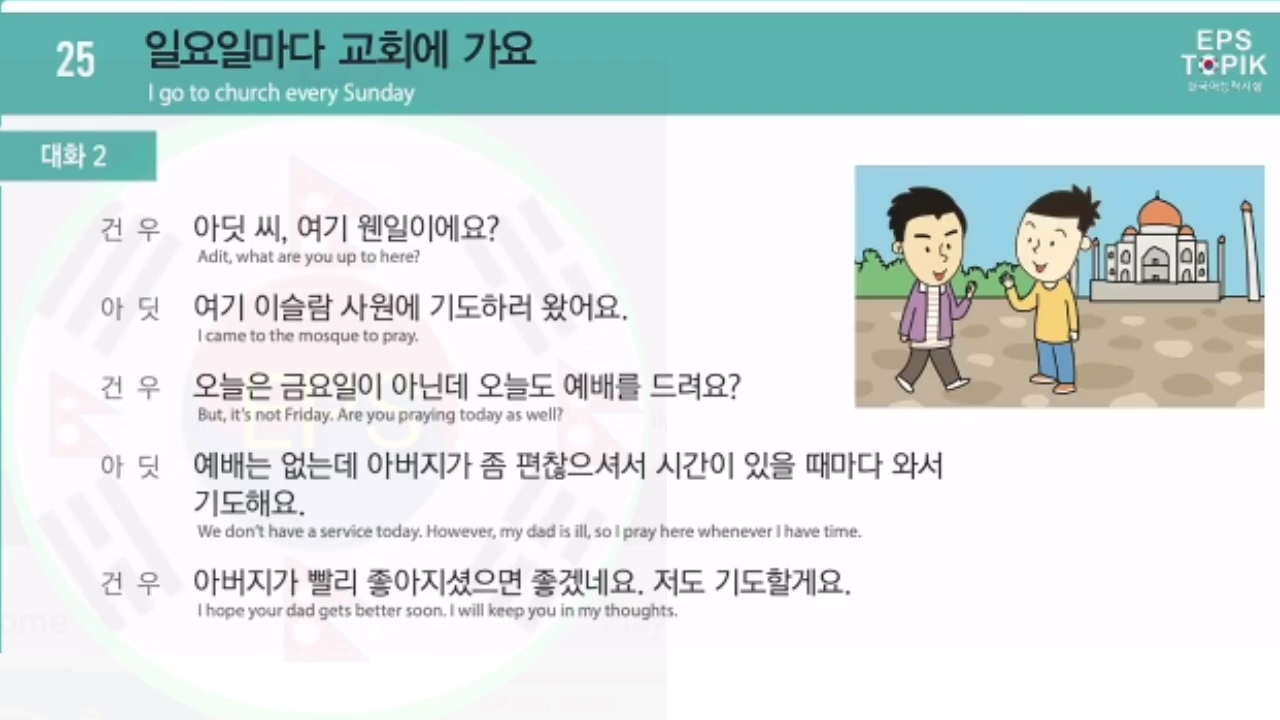 25
일요일마다 교회에 가요
I go to church every Sunday
EPS
TOPIK
한국어능력시험
대화 2
건 우 아딧 씨, 여기 웬일이에요?
Adit, what are you up to here?
아 딧 여기 이슬람 사원에 기도하러 왔어요.
I came to the mosque to pray.
건 우 오늘은 금요일이 아닌데 오늘도 예배를 드려요?
But, it's not Friday. Are you praying today as well?
아 딧 예배는 없는데 아버지가 좀 편찮으셔서 시간이 있을 때마다 와서
기도해요.
We don't have a service today. However, my dad is ill, so I pray here whenever I have time.
건 우 아버지가 빨리 좋아지셨으면 좋겠네요. 저도 기도할게요.
I hope your dad gets better soon. I will keep you in my thoughts.
EPS